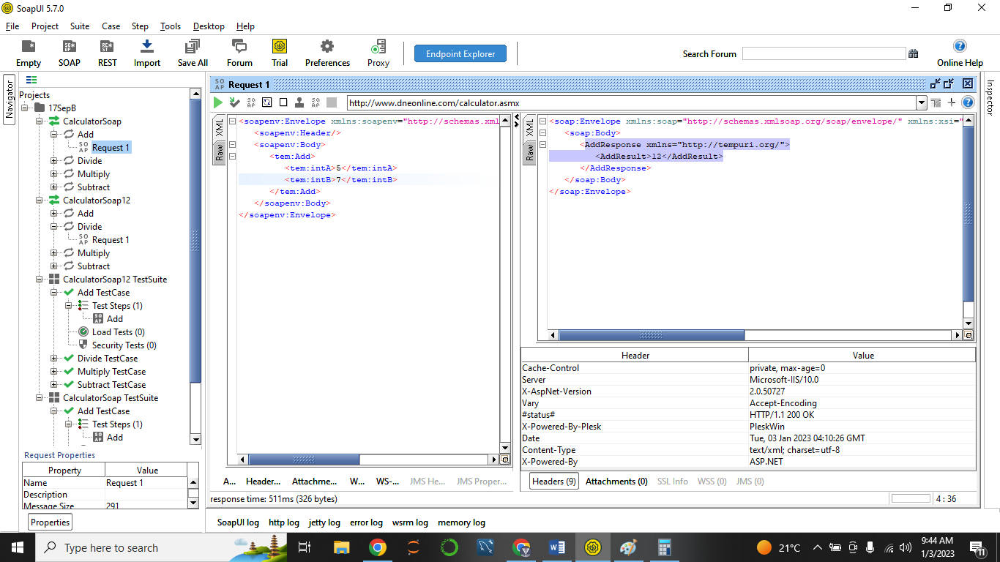 SoapUI 5.7.0
File Project Suite Case Step Tools Desktop Help
Empty SOAP REST Import Save All Forum Trial Preferences Proxy Endpoint Explorer Search Forum Online Help
Navigator
Projects
17SepB
CalculatorSoap
Add
Request 1
Divide
Multiply
Subtract
CalculatorSoap12
Add
Divide
Request 1
Multiply
Subtract
CalculatorSoap12 TestSuite
Add TestCase
Test Steps (1)
Add
Load Tests (0)
Security Tests (0)
Divide TestCase
Multiply TestCase
Subtract TestCase
CalculatorSoap TestSuite
Add TestCase
Test Steps (1)
Add
Request Properties
Property Value
Name Request 1
Description
Message Size 291
Properties
Request 1
http://www.dneonline.com/calculator.asmx
XML
Raw
<soapenv:Envelope xmlns:soapenv="http://schemas.xml
<soapenv:Header/>
<soapenv:Body>
<tem:Add>
<tem:intA>5</tem:intA>
<tem:intB>7</tem:intB>
</tem:Add>
</soapenv:Body>
</soapenv:Envelope>
A... Header... Attachme... W... WS-... JMS He... JMS Proper...
XML
Raw
<soap:Envelope xmlns:soap="http://schemas.xmlsoap.org/soap/envelope/" xmlns:xsi="
<soap:Body>
<AddResponse xmlns="http://tempuri.org/">
<AddResult>12</AddResult>
</AddResponse>
</soap:Body>
</soap:Envelope>
Header Value
Cache-Control private, max-age=0
Server Microsoft-IIS/10.0
X-AspNet-Version 2.0.50727
Vary Accept-Encoding
#status# HTTP/1.1 200 OK
X-Powered-By-Plesk PleskWin
Date Tue, 03 Jan 2023 04:10:26 GMT
Content-Type text/xml; charset=utf-8
X-Powered-By ASP.NET
Headers (9) Attachments (0) SSL Info WSS (0) JMS (0)
response time: 511ms (326 bytes)
4 : 36
Inspector
SoapUI log http log jetty log error log wsrm log memory log
Type here to search
21°C
9:44 AM
1/3/2023
11